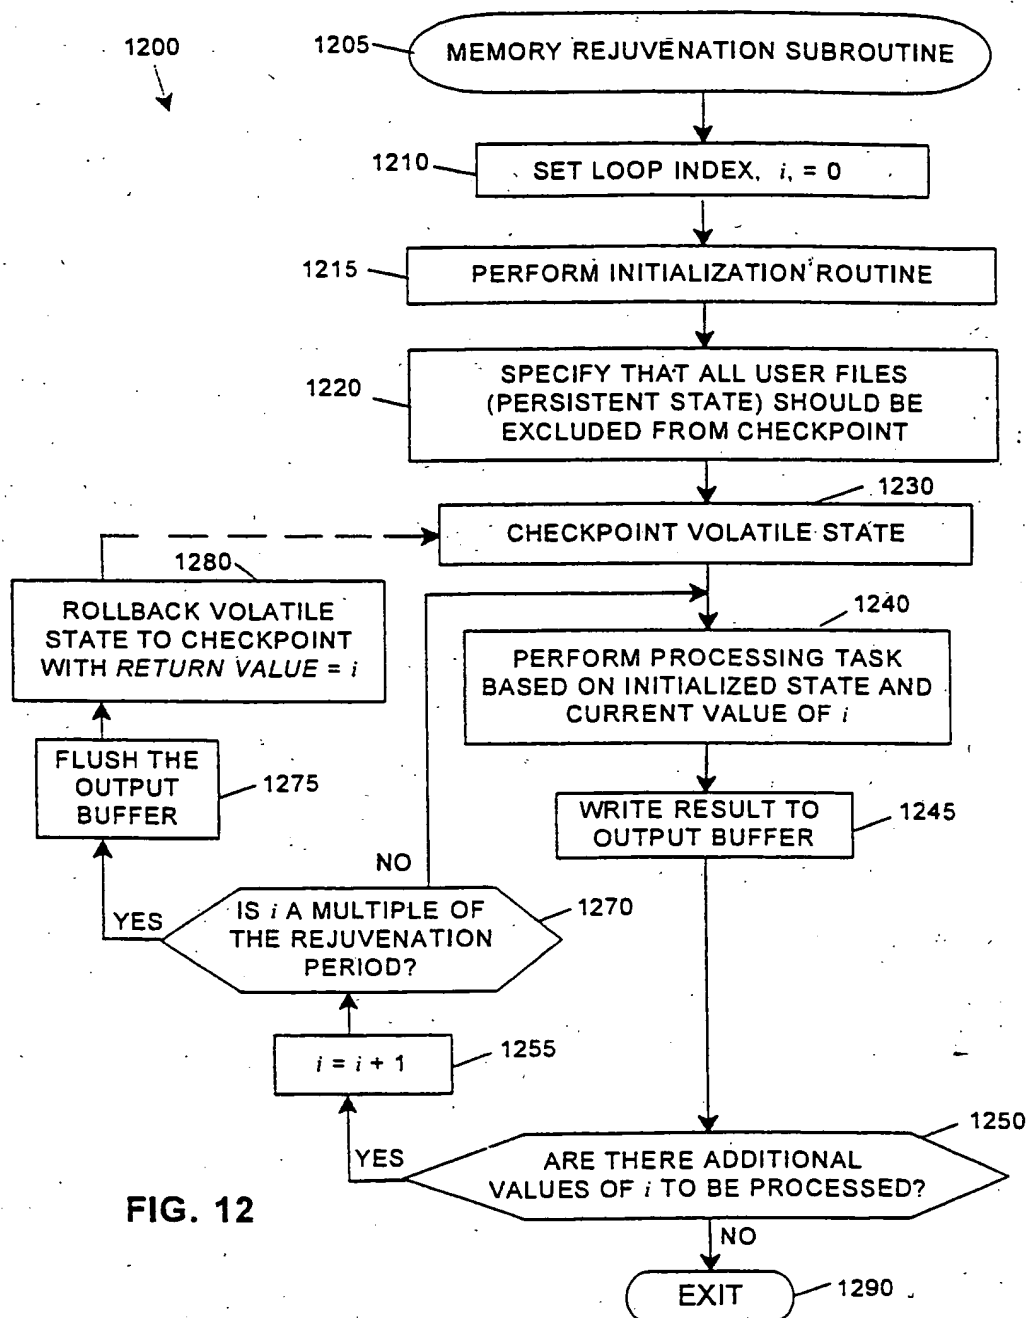 1200
1205
MEMORY REJUVENATION SUBROUTINE
1210
SET LOOP INDEX, i, = 0
1215
PERFORM INITIALIZATION ROUTINE
1220
SPECIFY THAT ALL USER FILES
(PERSISTENT STATE) SHOULD BE
EXCLUDED FROM CHECKPOINT
1230
CHECKPOINT VOLATILE STATE
1280
ROLLBACK VOLATILE
STATE TO CHECKPOINT
WITH RETURN VALUE = i
1240
PERFORM PROCESSING TASK
BASED ON INITIALIZED STATE AND
CURRENT VALUE OF i
FLUSH THE
OUTPUT
BUFFER
1275
WRITE RESULT TO
OUTPUT BUFFER
1245
NO
YES
IS i A MULTIPLE OF
THE REJUVENATION
PERIOD?
1270
i = i + 1
1255
1250
YES
ARE THERE ADDITIONAL
VALUES OF i TO BE PROCESSED?
FIG. 12
NO
EXIT
1290